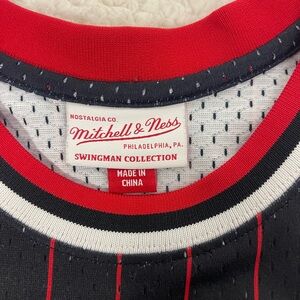 NOSTALGIA CO.
Mitchell & Ness
PHILADELPHIA, PA.
SWINGMAN COLLECTION
MADE IN
CHINA